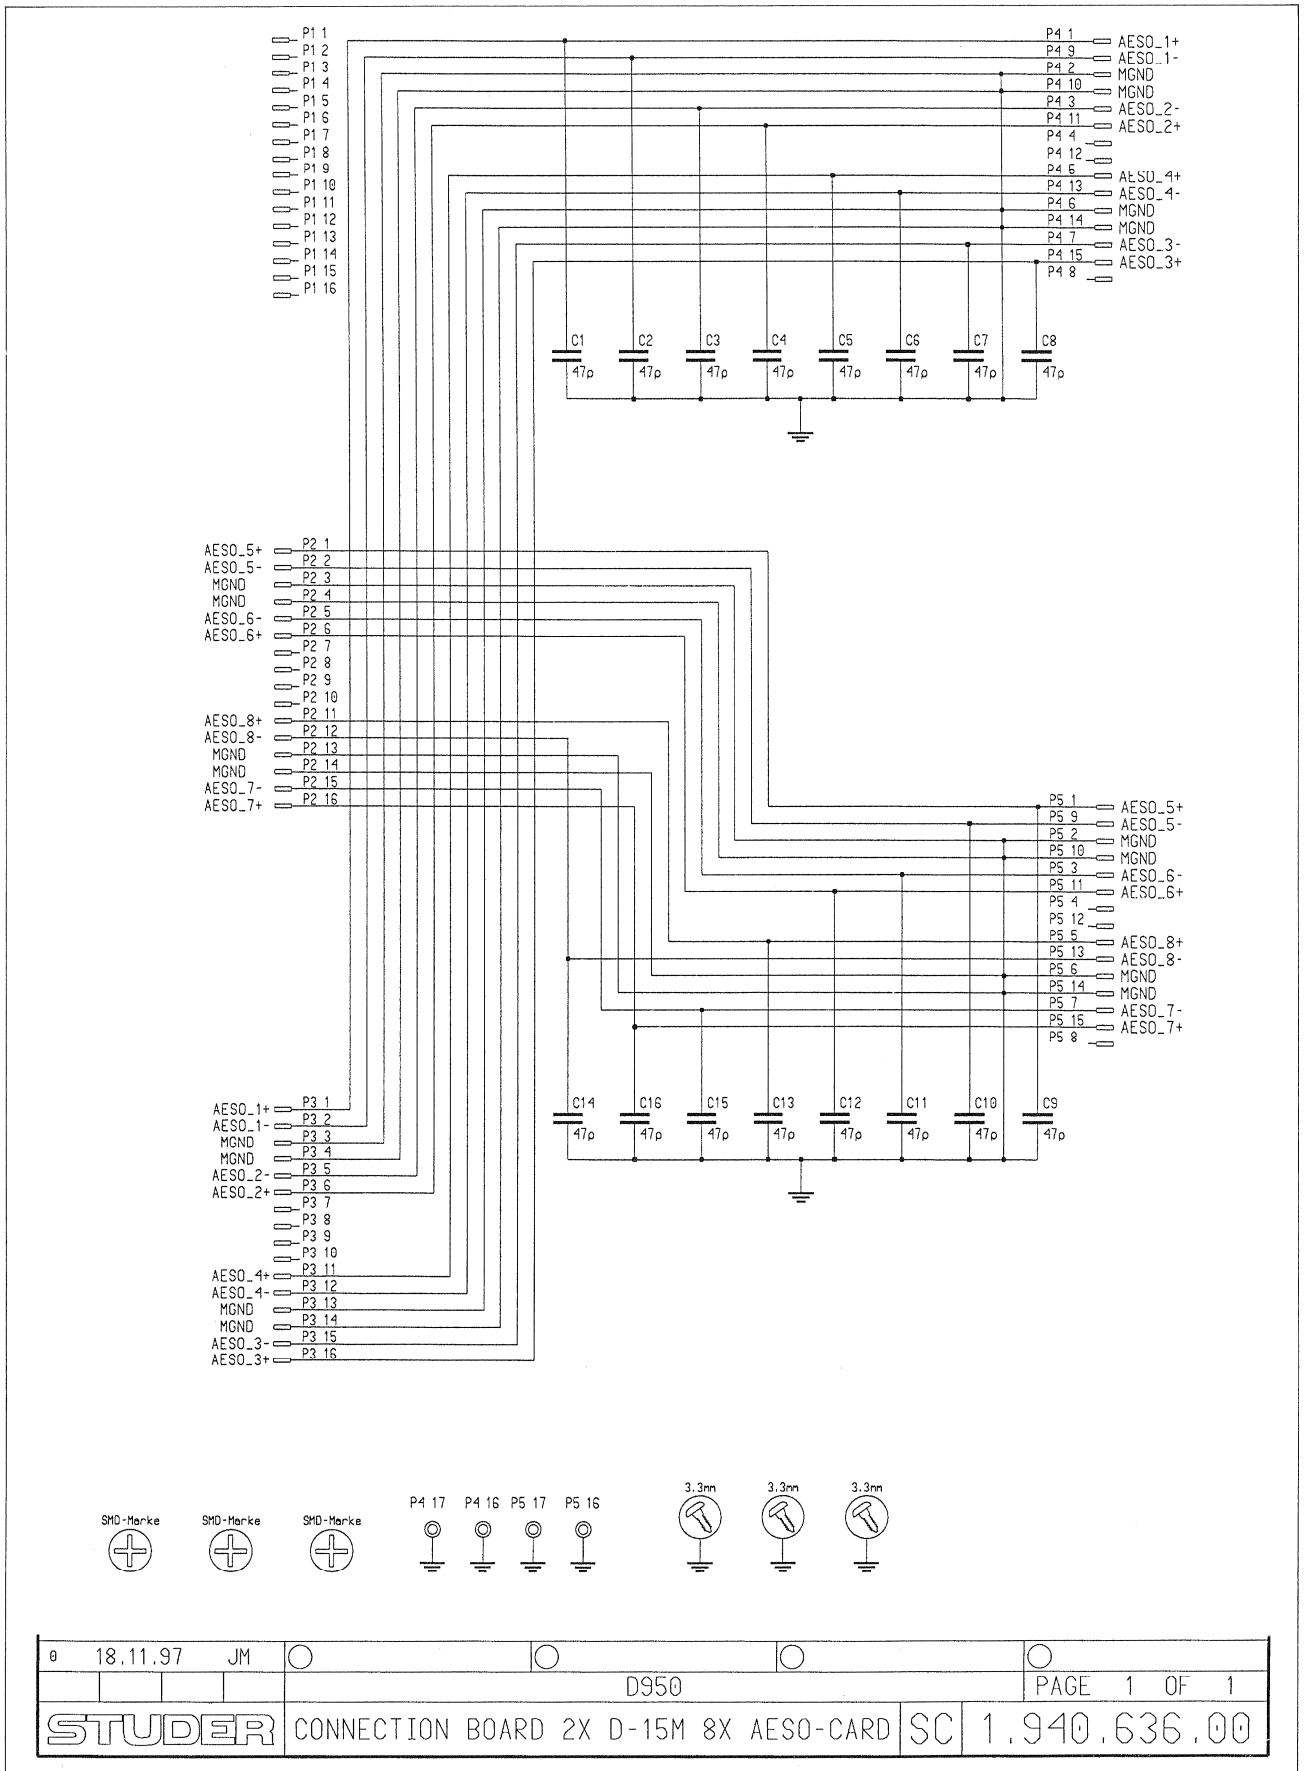 P1 1
P1 2
P1 3
P1 4
P1 5
P1 6
P1 7
P1 8
P1 9
P1 10
P1 11
P1 12
P1 13
P1 14
P1 15
P1 16
P4 1 AESO_1+
P4 9 AESO_1-
P4 2 MGND
P4 10 MGND
P4 3 AESO_2-
P4 11 AESO_2+
P4 4
P4 12
P4 5 AESO_4+
P4 13 AESO_4-
P4 6 MGND
P4 14 MGND
P4 7 AESO_3-
P4 15 AESO_3+
P4 8
C1 C2 C3 C4 C5 C6 C7 C8
47p 47p 47p 47p 47p 47p 47p 47p
AESO_5+ P2 1
AESO_5- P2 2
MGND P2 3
MGND P2 4
AESO_6- P2 5
AESO_6+ P2 6
P2 7
P2 8
P2 9
P2 10
AESO_8+ P2 11
AESO_8- P2 12
MGND P2 13
MGND P2 14
AESO_7- P2 15
AESO_7+ P2 16
P5 1 AESO_5+
P5 9 AESO_5-
P5 2 MGND
P5 10 MGND
P5 3 AESO_6-
P5 11 AESO_6+
P5 4
P5 12
P5 5 AESO_8+
P5 13 AESO_8-
P5 6 MGND
P5 14 MGND
P5 7 AESO_7-
P5 15 AESO_7+
P5 8
C14 C16 C15 C13 C12 C11 C10 C9
47p 47p 47p 47p 47p 47p 47p 47p
AESO_1+ P3 1
AESO_1- P3 2
MGND P3 3
MGND P3 4
AESO_2- P3 5
AESO_2+ P3 6
P3 7
P3 8
P3 9
P3 10
AESO_4+ P3 11
AESO_4- P3 12
MGND P3 13
MGND P3 14
AESO_3- P3 15
AESO_3+ P3 16
SMD-Marke SMD-Marke SMD-Marke
P4 17 P4 16 P5 17 P5 16
3.3mm 3.3mm 3.3mm
0 18.11.97 JM
D950 PAGE 1 OF 1
STUDER CONNECTION BOARD 2X D-15M 8X AESO-CARD SC 1.940.636.00